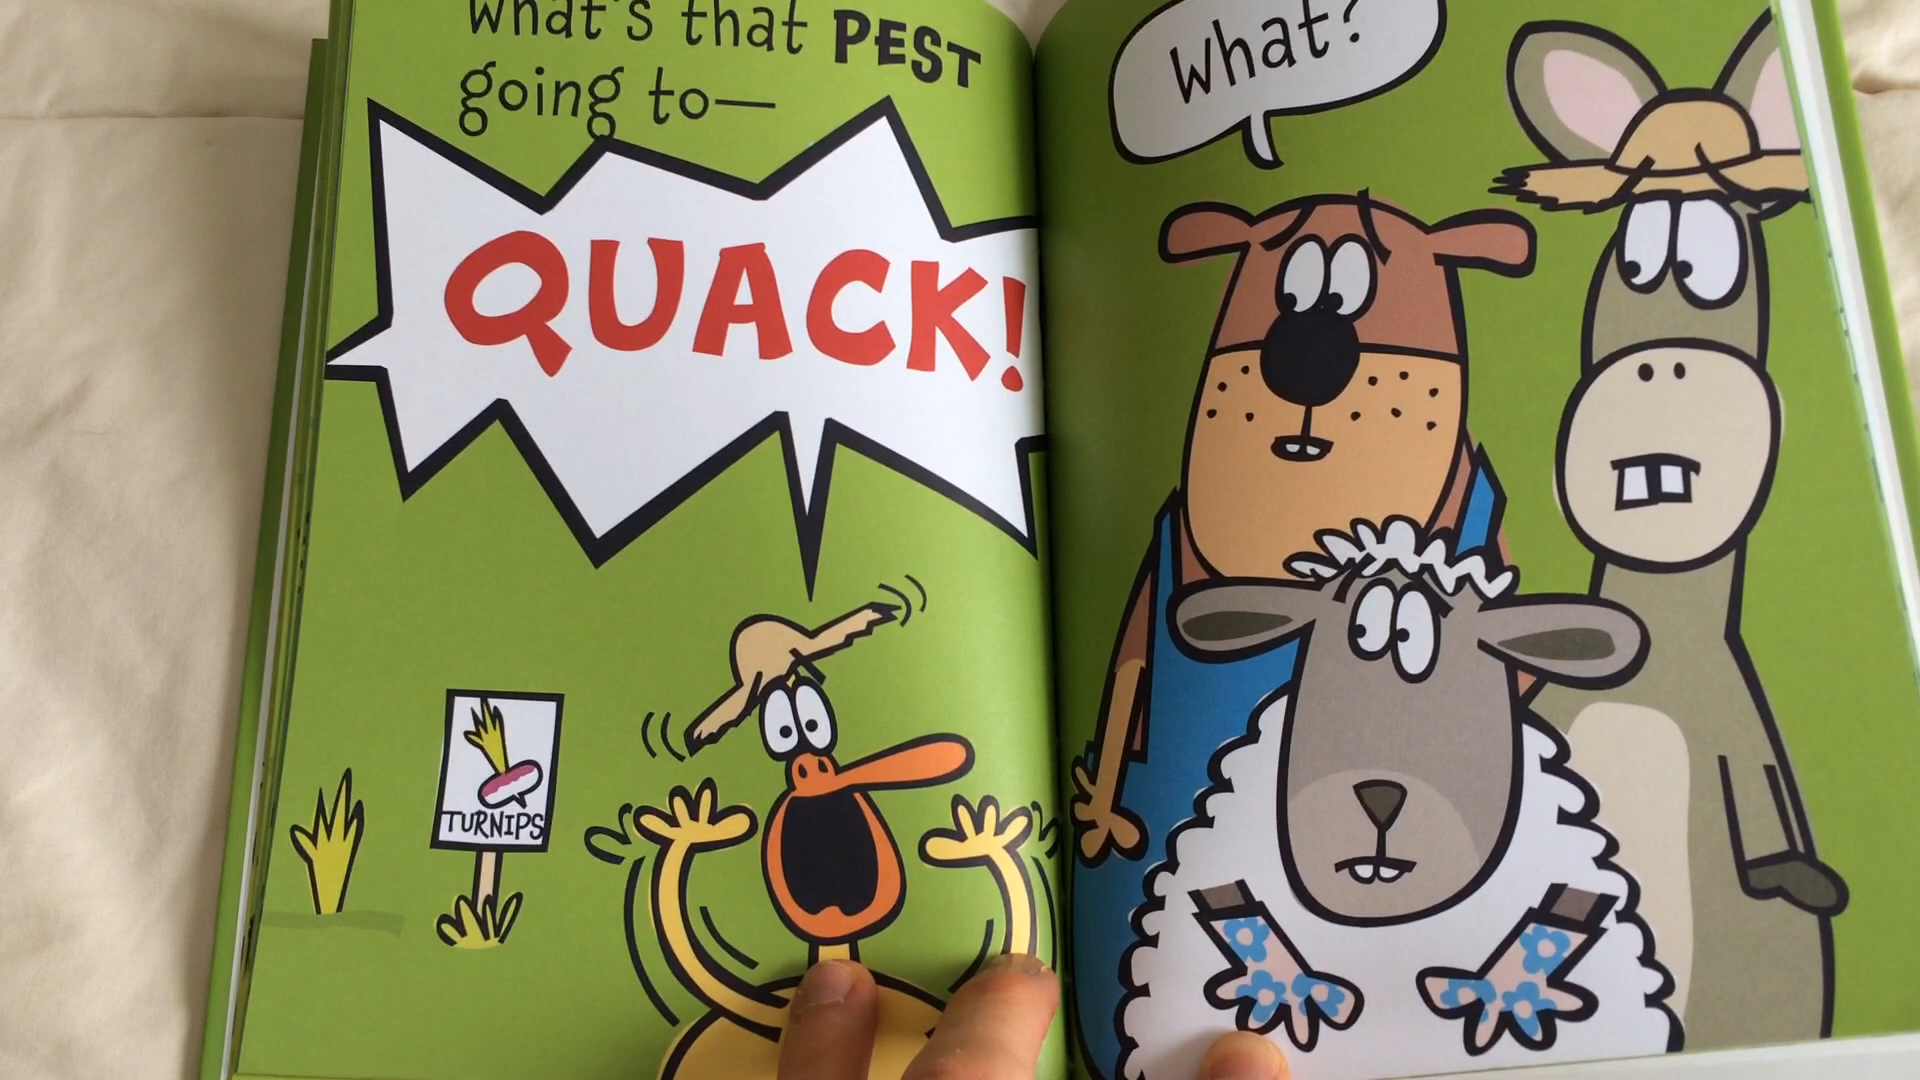 what's that PEST
going to—
QUACK!
TURNIPS
What?